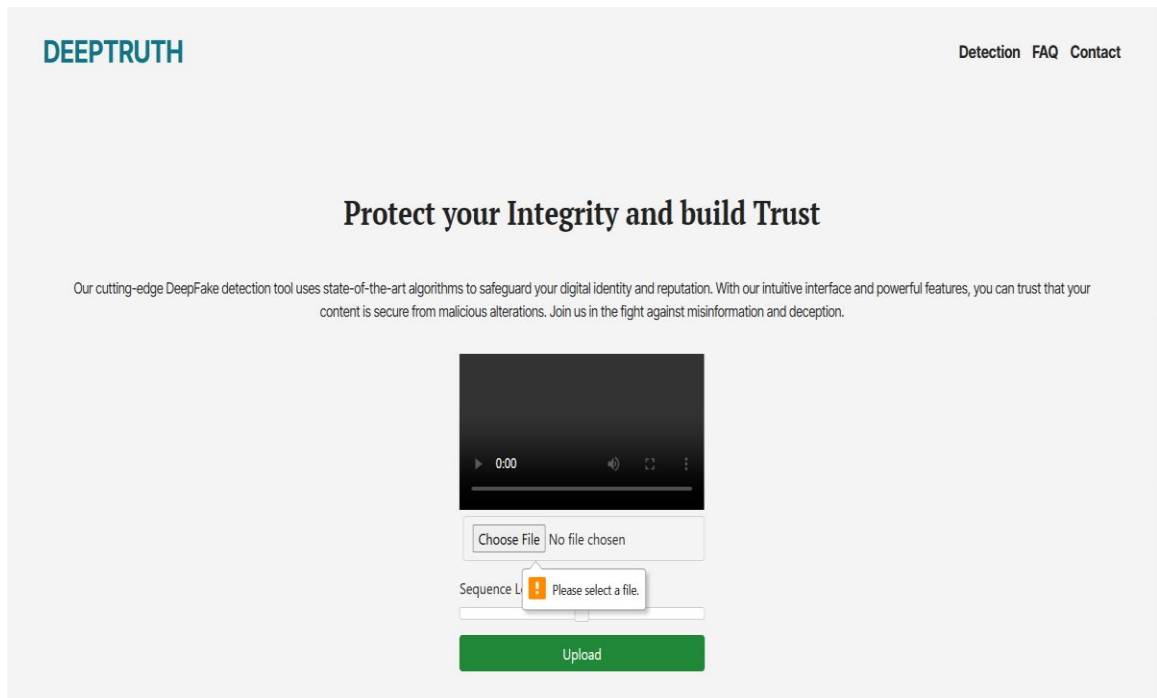 DEEPTRUTH
Detection FAQ Contact
Protect your Integrity and build Trust
Our cutting-edge DeepFake detection tool uses state-of-the-art algorithms to safeguard your digital identity and reputation. With our intuitive interface and powerful features, you can trust that your
content is secure from malicious alterations. Join us in the fight against misinformation and deception.
0:00
Choose File No file chosen
Sequence
Please select a file.
Upload